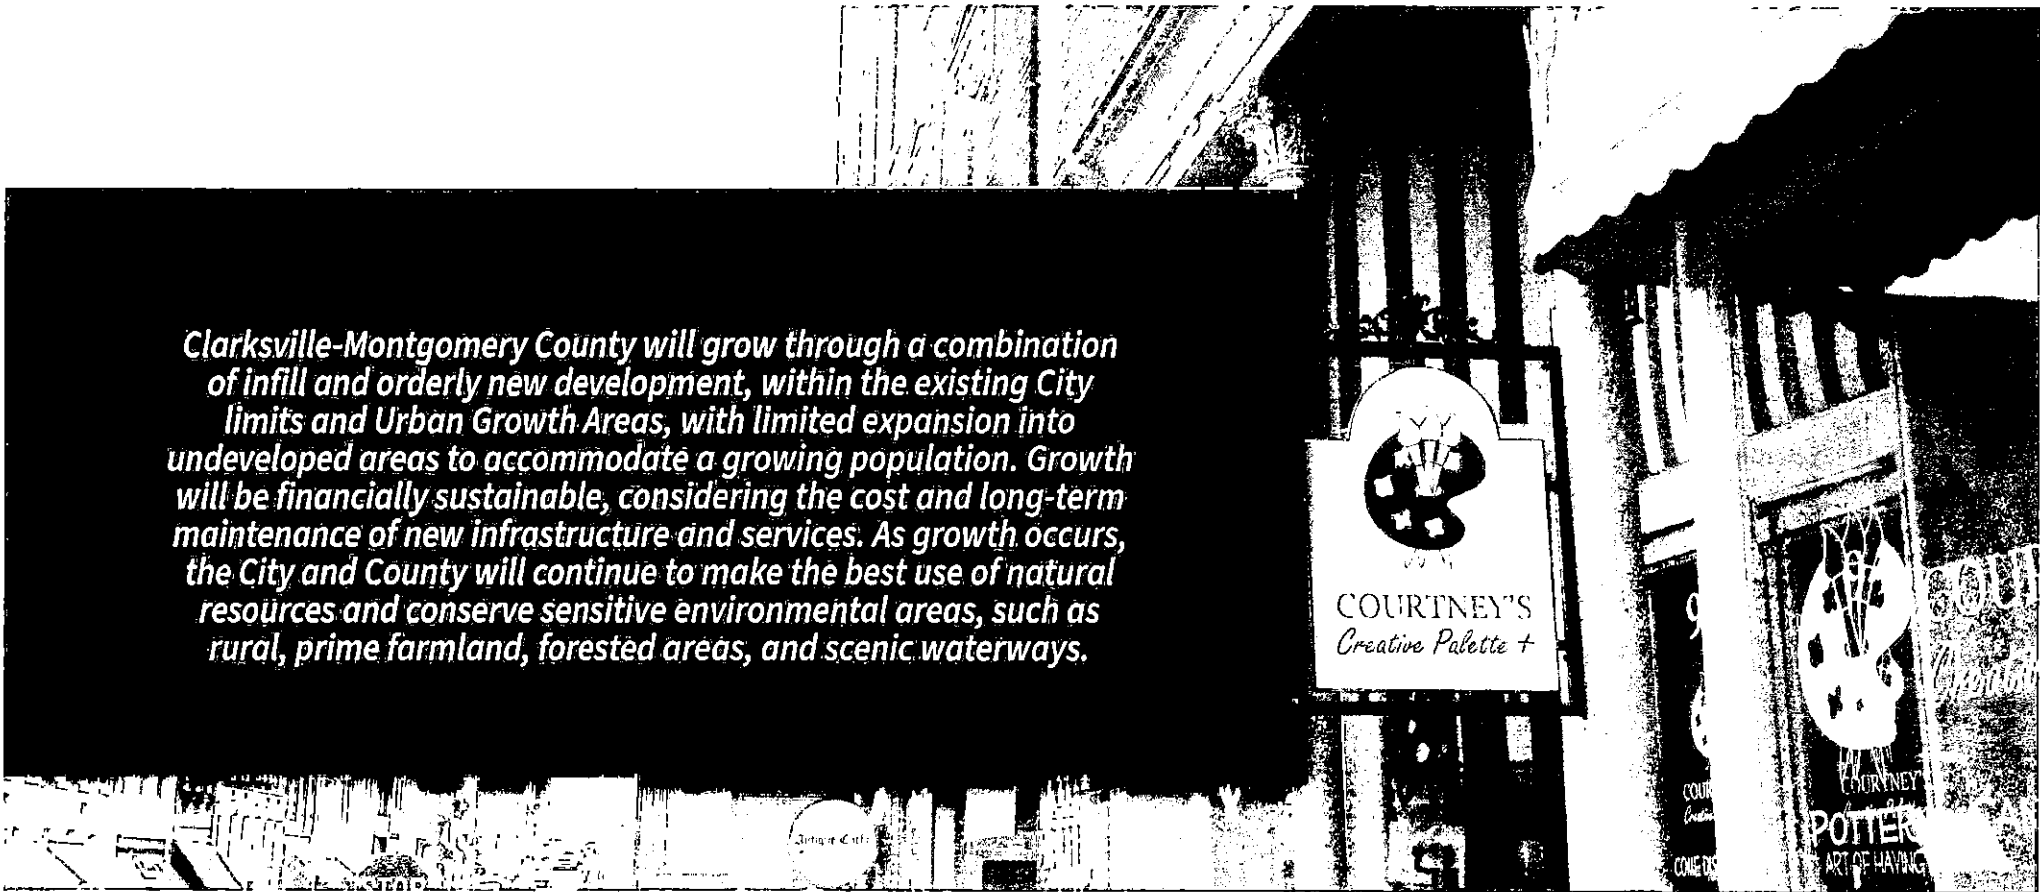 Clarksville-Montgomery County will grow through a combination
of infill and orderly new development, within the existing City
limits and Urban Growth Areas, with limited expansion into
undeveloped areas to accommodate a growing population. Growth
will be financially sustainable, considering the cost and long-term
maintenance of new infrastructure and services. As growth occurs,
the City and County will continue to make the best use of natural
resources and conserve sensitive environmental areas, such as
rural, prime farmland, forested areas, and scenic waterways.
COURTNEY'S
Creative Palette +
COURTNEY'S
POTTER
ART OF HAVING